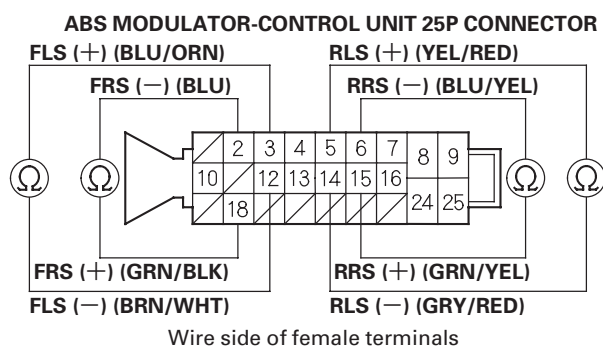 ABS MODULATOR-CONTROL UNIT 25P CONNECTOR
FLS (+) (BLU/ORN) RLS (+) (YEL/RED)
FRS (−) (BLU) RRS (−) (BLU/YEL)
2 3 4 5 6 7 8 9
Ω Ω 10 12 13 14 15 16 Ω Ω
18 24 25
FRS (+) (GRN/BLK) RRS (+) (GRN/YEL)
FLS (−) (BRN/WHT) RLS (−) (GRY/RED)
Wire side of female terminals